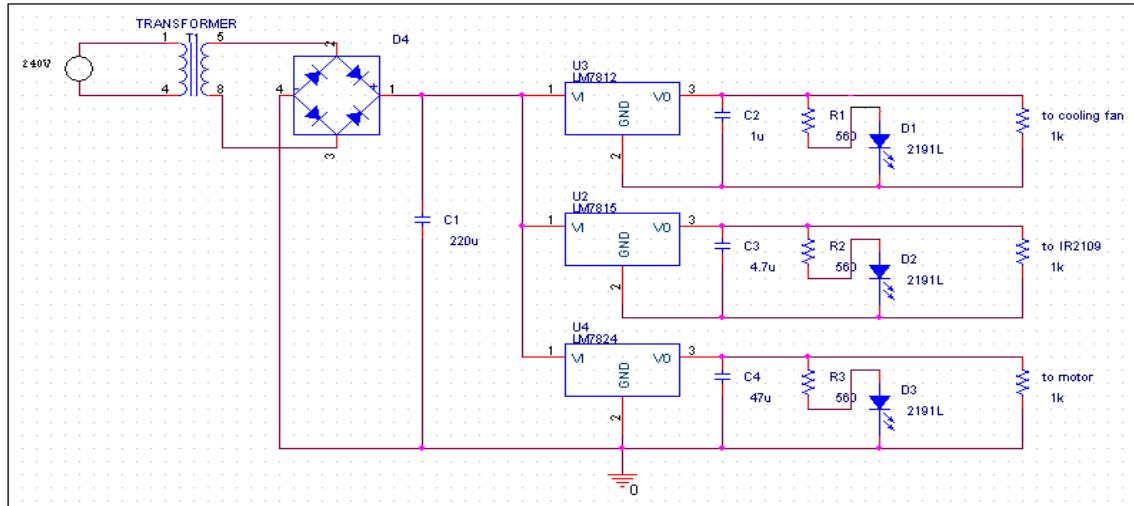 TRANSFORMER
T1
1
5
4
8
240V
2
D4
4
-
+
1
3
C1
220u
U3
LM7812
1
VI
VO
3
GND
2
C2
1u
R1
560
D1
2191L
to cooling fan
1k
U2
LM7815
1
VI
VO
3
GND
2
C3
4.7u
R2
560
D2
2191L
to IR2109
1k
U4
LM7824
1
VI
VO
3
GND
2
C4
47u
R3
560
D3
2191L
to motor
1k
0